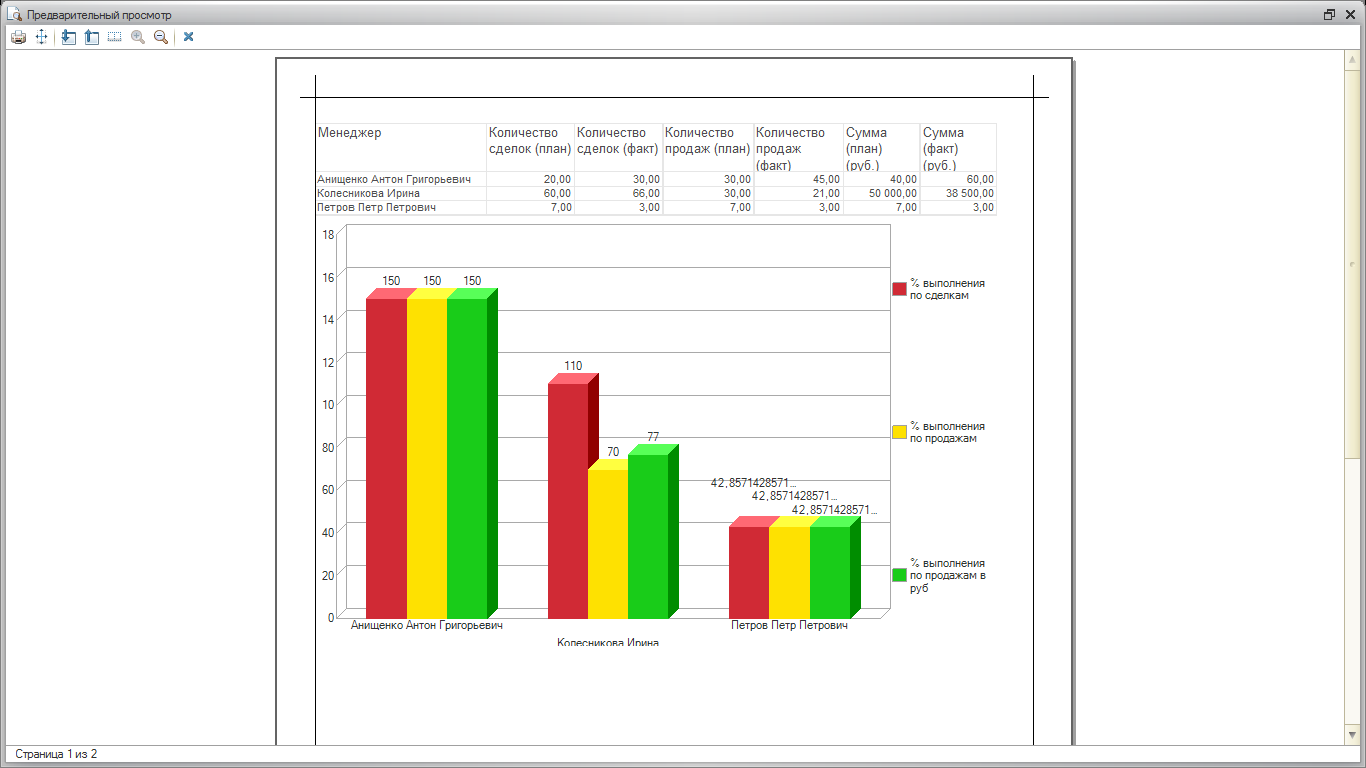 Предварительный просмотр
Менеджер
Количество
сделок (план)
Количество
сделок (факт)
Количество
продаж (план)
Количество
продаж
(факт)
Сумма
(план)
(руб.)
Сумма
(факт)
(руб.)
Анищенко Антон Григорьевич 20,00 30,00 30,00 45,00 40,00 60,00
Колесникова Ирина 60,00 66,00 30,00 21,00 50 000,00 38 500,00
Петров Петр Петрович 7,00 3,00 7,00 3,00 7,00 3,00
18
16
14
12
10
80
60
40
20
0
150 150 150
110
70
77
42,8571428571...
42,8571428571...
42,8571428571...
Анищенко Антон Григорьевич
Колесникова Ирина
Петров Петр Петрович
% выполнения
по сделкам
% выполнения
по продажам
% выполнения
по продажам в
руб
Страница 1 из 2